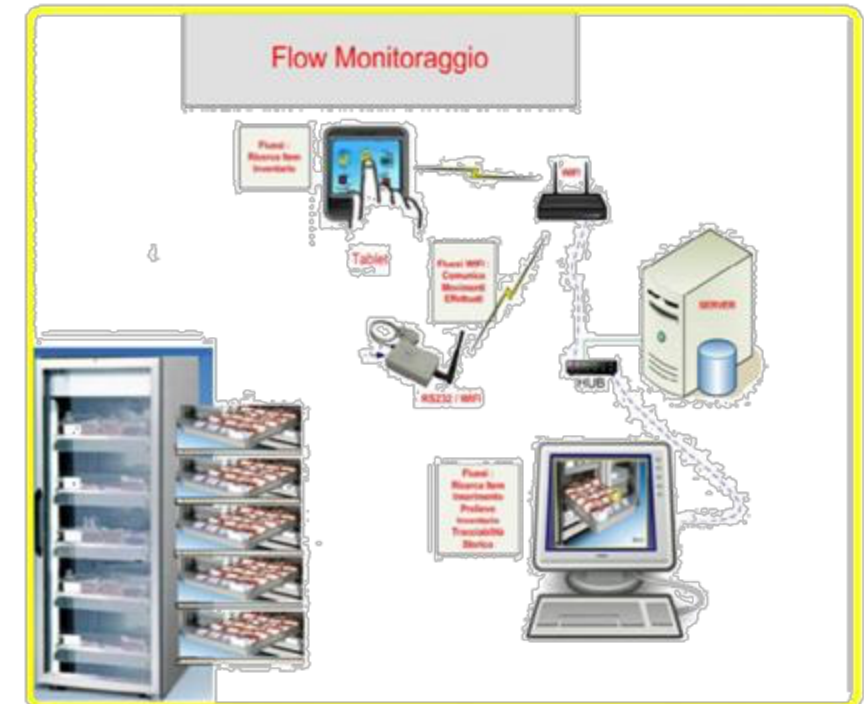 Flow Monitoraggio
Flussi :
Ricerca Item
Inventario
WIFI
Tablet
Flussi WIFI :
Comunica
Movimenti
Effettuati
SERVER
HUB
RS232 / WIFI
Flussi :
Ricerca Item
Inserimento
Prelievo
Inventario
Tracciabilità
Storico